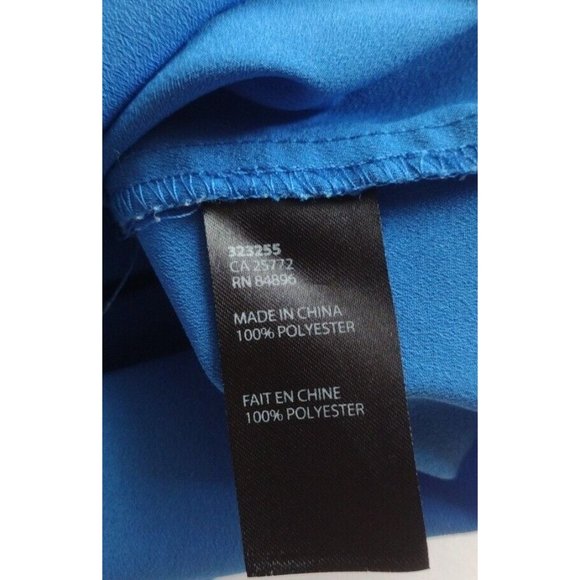 323255
CA 25772
RN 84896
MADE IN CHINA
100% POLYESTER
FAIT EN CHINE
100% POLYESTER